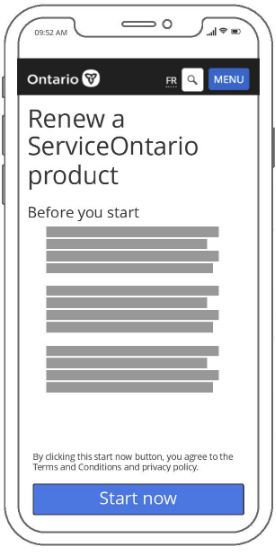 09:52 AM
Ontario
FR
MENU
Renew a
ServiceOntario
product
Before you start
By clicking this start now button, you agree to the
Terms and Conditions and privacy policy.
Start now